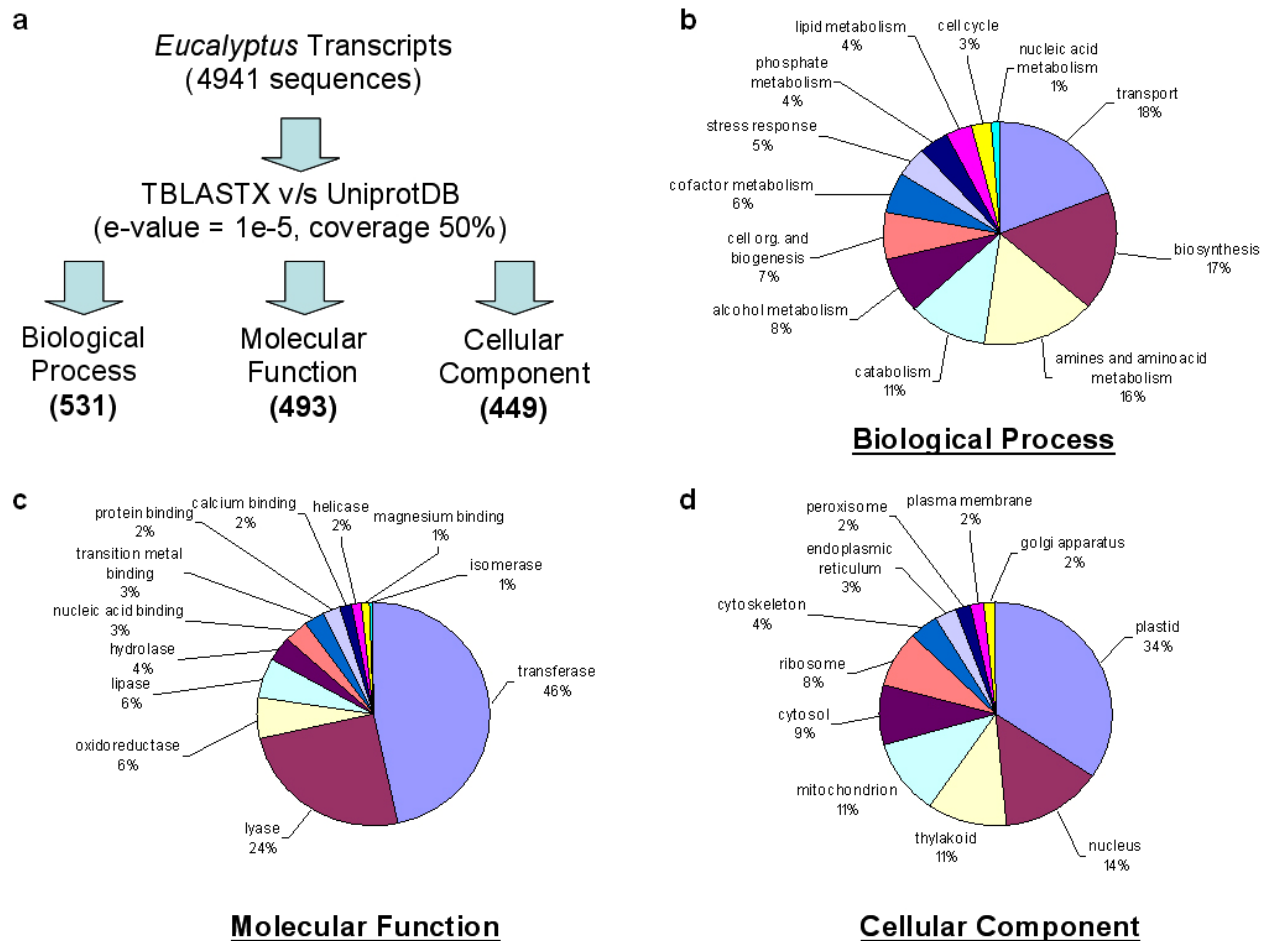 a
Eucalyptus Transcripts
(4941 sequences)
TBLASTX v/s UniprotDB
(e-value = 1e-5, coverage 50%)
Biological
Process
(531)
Molecular
Function
(493)
Cellular
Component
(449)
b
lipid metabolism
4%
cell cycle
3%
nucleic acid
metabolism
1%
phosphate
metabolism
4%
transport
18%
stress response
5%
cofactor metabolism
6%
cell org. and
biogenesis
7%
biosynthesis
17%
alcohol metabolism
8%
catabolism
11%
amines and aminoacid
metabolism
16%
Biological Process
c
calcium binding
2%
helicase
2%
protein binding
2%
magnesium binding
1%
transition metal
binding
3%
isomerase
1%
nucleic acid binding
3%
hydrolase
4%
lipase
6%
transferase
46%
oxidoreductase
6%
lyase
24%
Molecular Function
d
peroxisome
2%
plasma membrane
2%
golgi apparatus
2%
endoplasmic
reticulum
3%
cytoskeleton
4%
plastid
34%
ribosome
8%
cytosol
9%
mitochondrion
11%
thylakoid
11%
nucleus
14%
Cellular Component